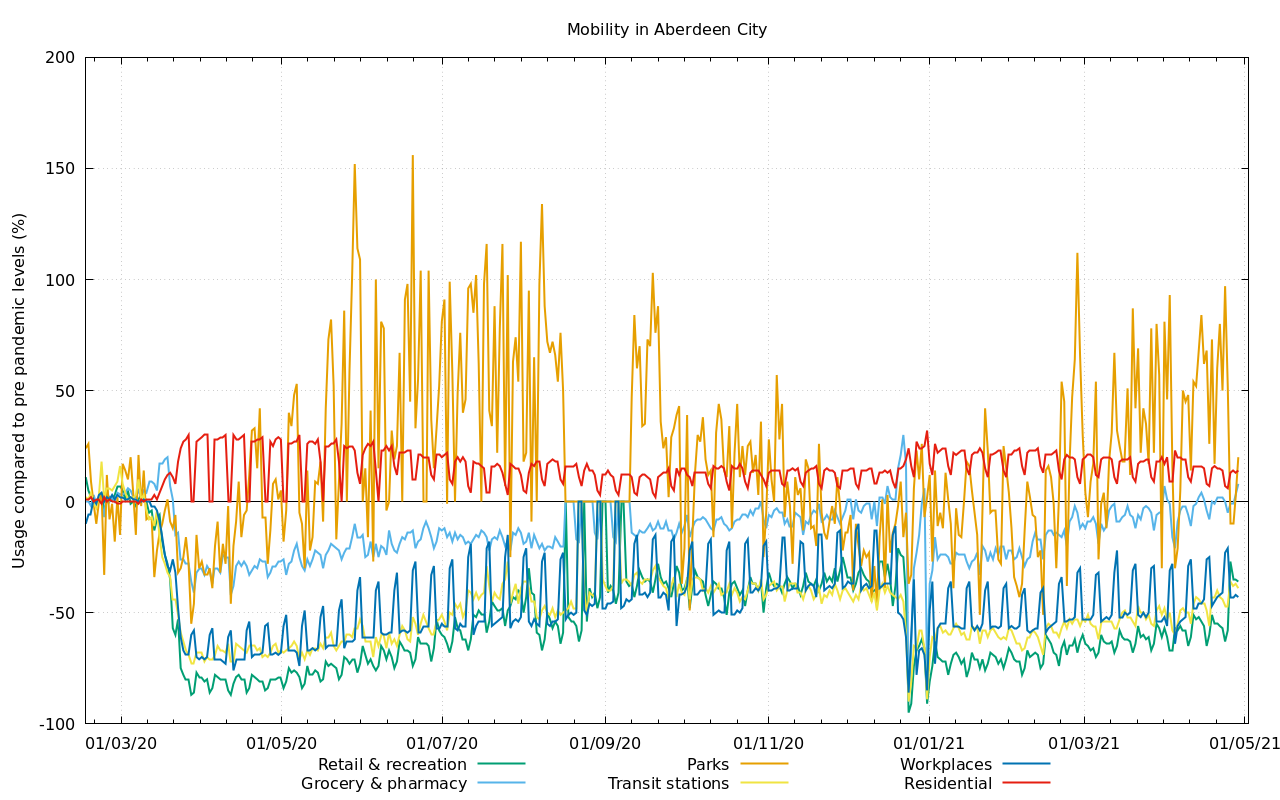 Mobility in Aberdeen City
Usage compared to pre pandemic levels (%)
200
150
100
50
0
-50
-100
01/03/20 01/05/20 01/07/20 01/09/20 01/11/20 01/01/21 01/03/21 01/05/21
Retail & recreation Parks Workplaces
Grocery & pharmacy Transit stations Residential